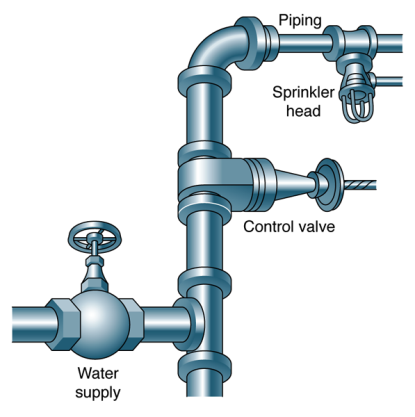 Piping
Sprinkler
head
Control valve
Water
supply